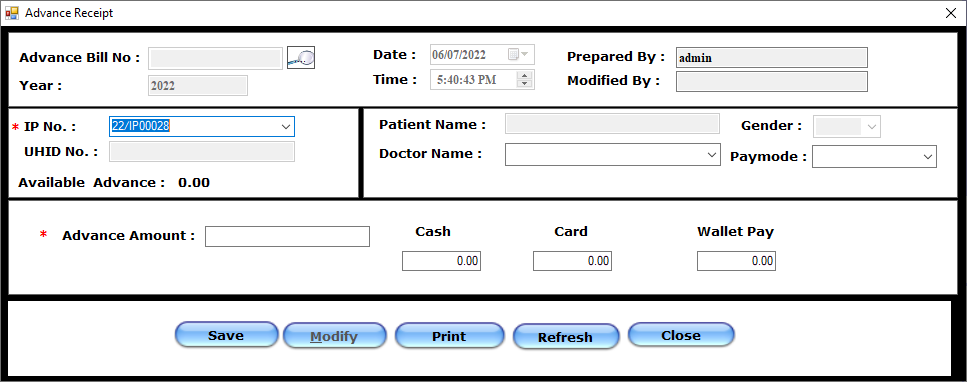 Advance Receipt
Advance Bill No :
Date : 06/07/2022
Prepared By : admin
Year : 2022
Time : 5:40:43 PM
Modified By :
* IP No. : 22/IP00028
UHID No. :
Available Advance : 0.00
Patient Name :
Gender :
Doctor Name :
Paymode :
* Advance Amount :
Cash
Card
Wallet Pay
0.00
0.00
0.00
Save
Modify
Print
Refresh
Close